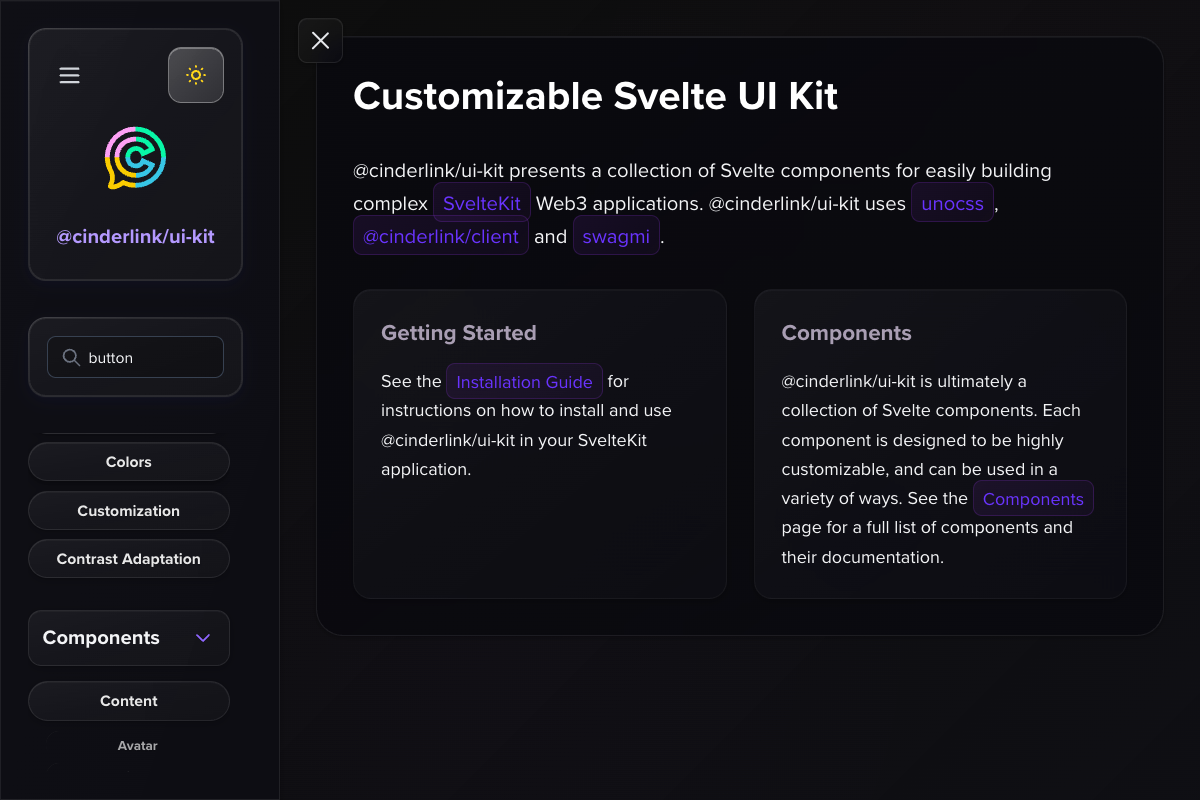 @cinderlink/ui-kit
button
Colors
Customization
Contrast Adaptation
Components
Content
Avatar
Customizable Svelte UI Kit
@cinderlink/ui-kit presents a collection of Svelte components for easily building
complex SvelteKit Web3 applications. @cinderlink/ui-kit uses unocss,
@cinderlink/client and swagmi.
Getting Started
See the Installation Guide for
instructions on how to install and use
@cinderlink/ui-kit in your SvelteKit
application.
Components
@cinderlink/ui-kit is ultimately a
collection of Svelte components. Each
component is designed to be highly
customizable, and can be used in a
variety of ways. See the Components
page for a full list of components and
their documentation.